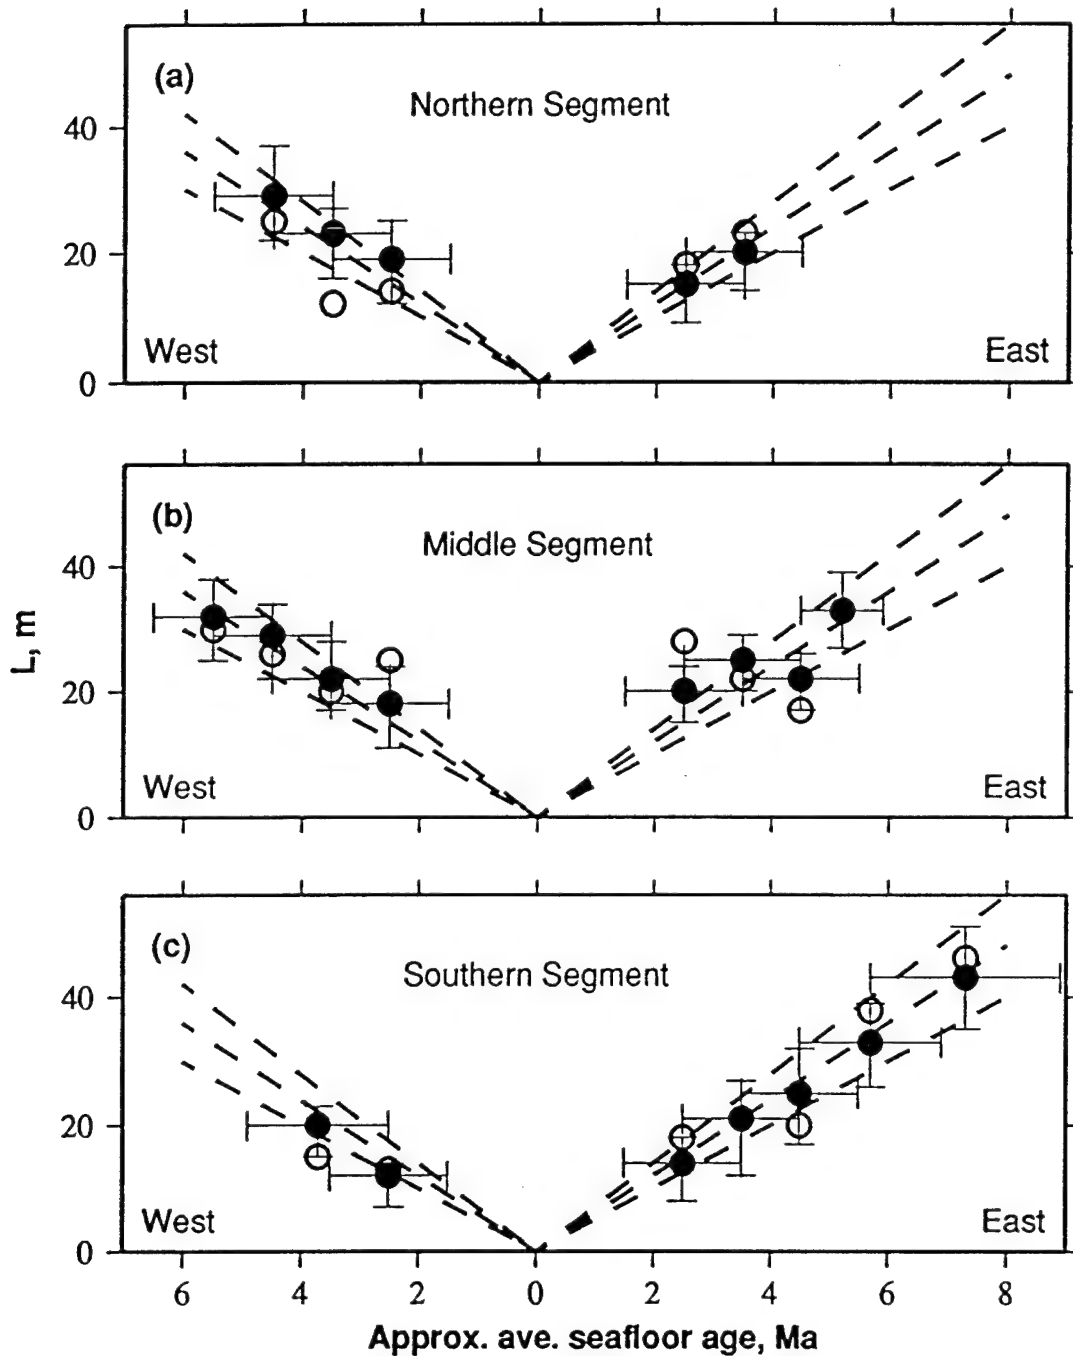 (a)
Northern Segment
40
20
0
West
East
(b)
Middle Segment
40
20
0
West
East
L, m
(c)
Southern Segment
40
20
0
West
East
6 4 2 0 2 4 6 8
Approx. ave. seafloor age, Ma